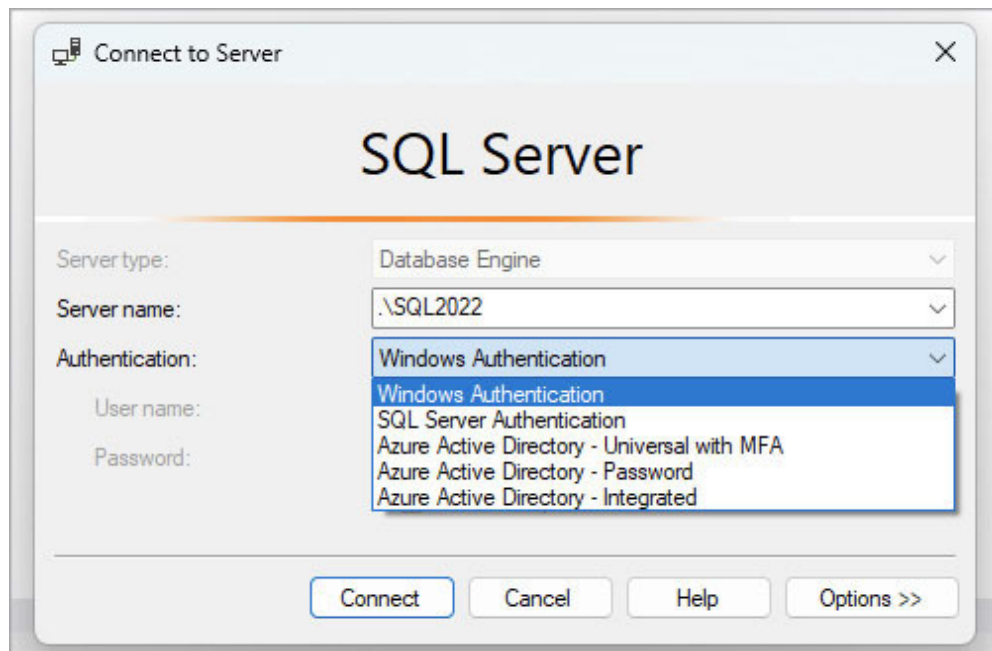 Connect to Server
SQL Server
Server type: Database Engine
Server name: .\SQL2022
Authentication: Windows Authentication
Windows Authentication
User name:
SQL Server Authentication
Azure Active Directory - Universal with MFA
Password:
Azure Active Directory - Password
Azure Active Directory - Integrated
Connect Cancel Help Options >>